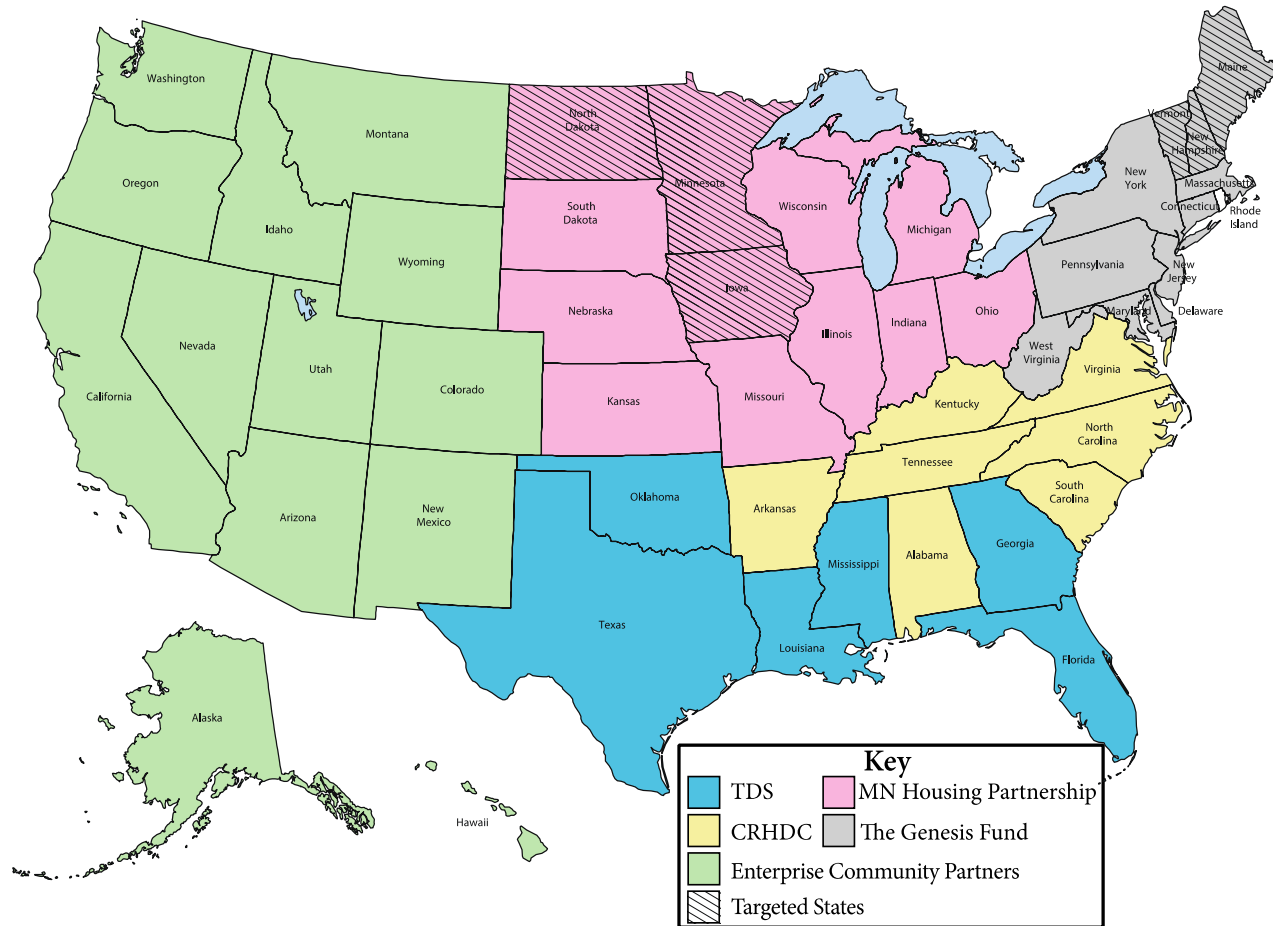 Washington
Maine
Montana
North
Dakota
Vermont
New
Hampshire
Oregon
Minnesota
New
York
Massachusetts
Idaho
South
Dakota
Wisconsin
Connecticut
Rhode
Island
Michigan
Wyoming
Pennsylvania
New
Jersey
Iowa
Nebraska
Ohio
Maryland
Delaware
Nevada
Illinois
Indiana
West
Virginia
Utah
Colorado
Virginia
California
Kansas
Missouri
Kentucky
North
Carolina
Tennessee
South
Carolina
Oklahoma
Arkansas
Arizona
New
Mexico
Georgia
Alabama
Mississippi
Texas
Louisiana
Florida
Alaska
Hawaii
Key
TDS
MN Housing Partnership
CRHDC
The Genesis Fund
Enterprise Community Partners
Targeted States